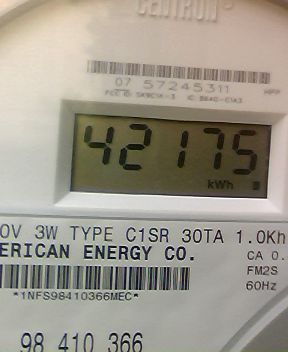 CENTRON
07 57245311
42175
kWh
0V 3W TYPE C1SR 30TA 1.0Kh
ERICAN ENERGY CO. CA 0.
FM2S
*1NFS98410366MEC* 60Hz
98 410 366